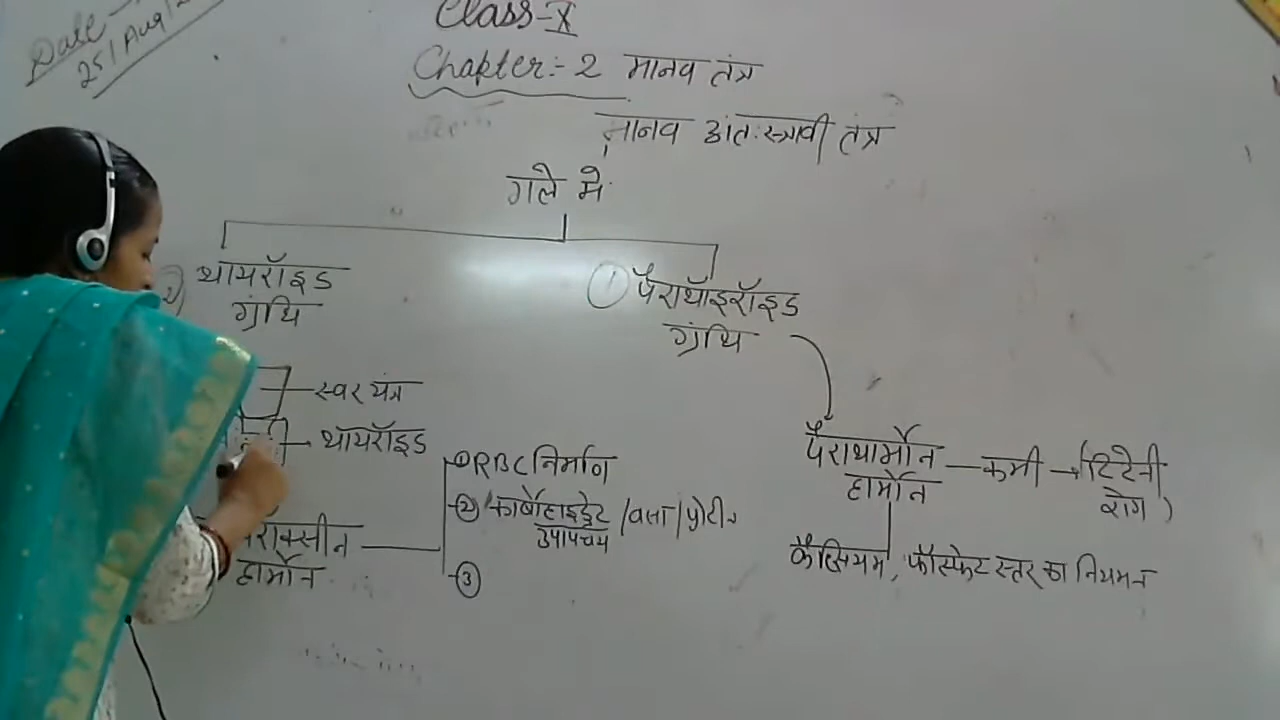 Date -
25/Aug/2
Class-X
Chapter:- 2 मानव तंत्र
मानव अंतःस्त्रावी तंत्र
गले मे
2) थायरॉइड
ग्रंथि
1) पैराथॉइरॉइड
ग्रंथि
स्वर यंत्र
थॉयरॉइड
① RBC निर्माण
② कार्बोहाइड्रेट / वसा / प्रोटीन
उपापचय
③
रॉक्सीन
हार्मोन
पैराथार्मोन
हार्मोन
कमी → (टिटेनी
रोग)
कैल्सियम, फॉस्फेट स्तर का नियमन